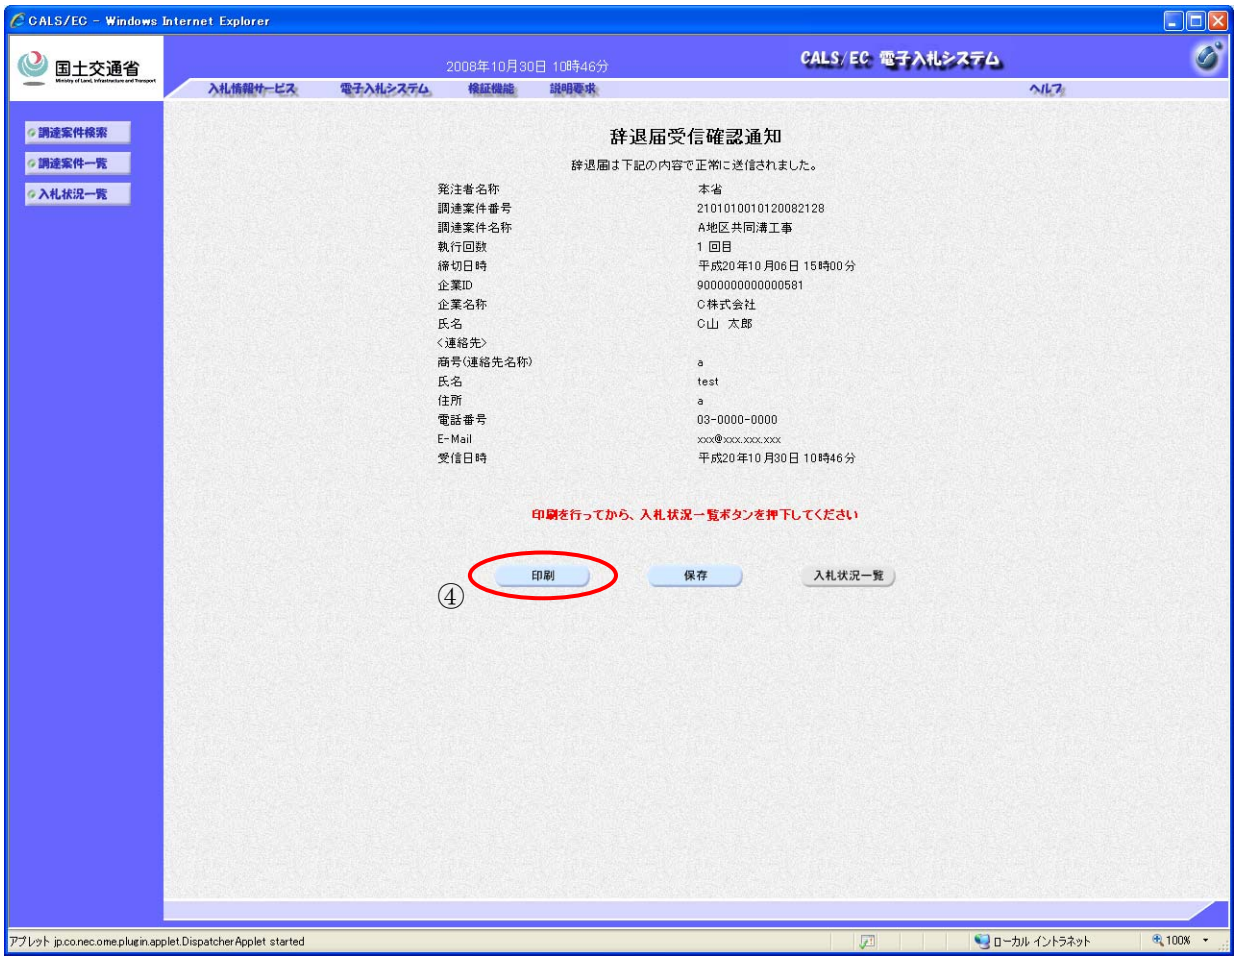 CALS/EC - Windows Internet Explorer
国土交通省
Ministry of Land, Infrastructure and Transport
2008年10月30日 10時46分
CALS/EC 電子入札システム
入札情報サービス 電子入札システム 検証機能 説明要求 ヘルプ
調達案件検索
調達案件一覧
入札状況一覧
辞退届受信確認通知
辞退届は下記の内容で正常に送信されました。
発注者名称 本省
調達案件番号 2101010010120082128
調達案件名称 A地区共同溝工事
執行回数 1 回目
締切日時 平成20年10月06日 15時00分
企業ID 9000000000000581
企業名称 C株式会社
氏名 C山 太郎
<連絡先>
商号(連絡先名称) a
氏名 test
住所 a
電話番号 03-0000-0000
E-Mail xxx@xxx.xxx.xxx
受信日時 平成20年10月30日 10時46分
印刷を行ってから、入札状況一覧ボタンを押下してください
印刷 保存 入札状況一覧
④
アプレット jp.co.nec.ome.plugin.applet.DispatcherApplet started
ローカル イントラネット 100%